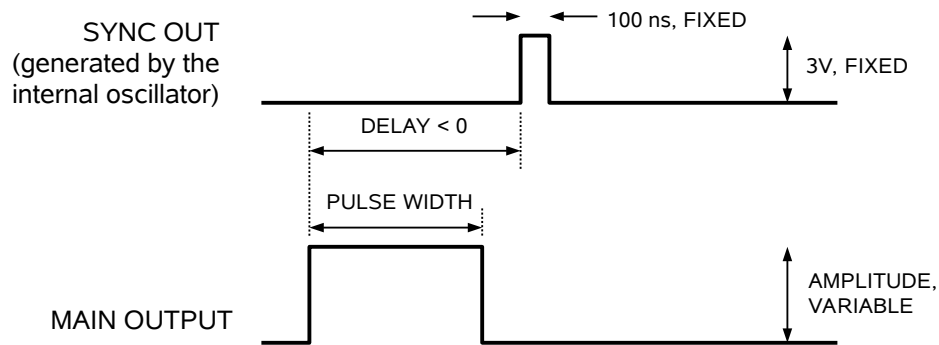 100 ns, FIXED
SYNC OUT
(generated by the
internal oscillator)
3V, FIXED
DELAY < 0
PULSE WIDTH
AMPLITUDE,
VARIABLE
MAIN OUTPUT